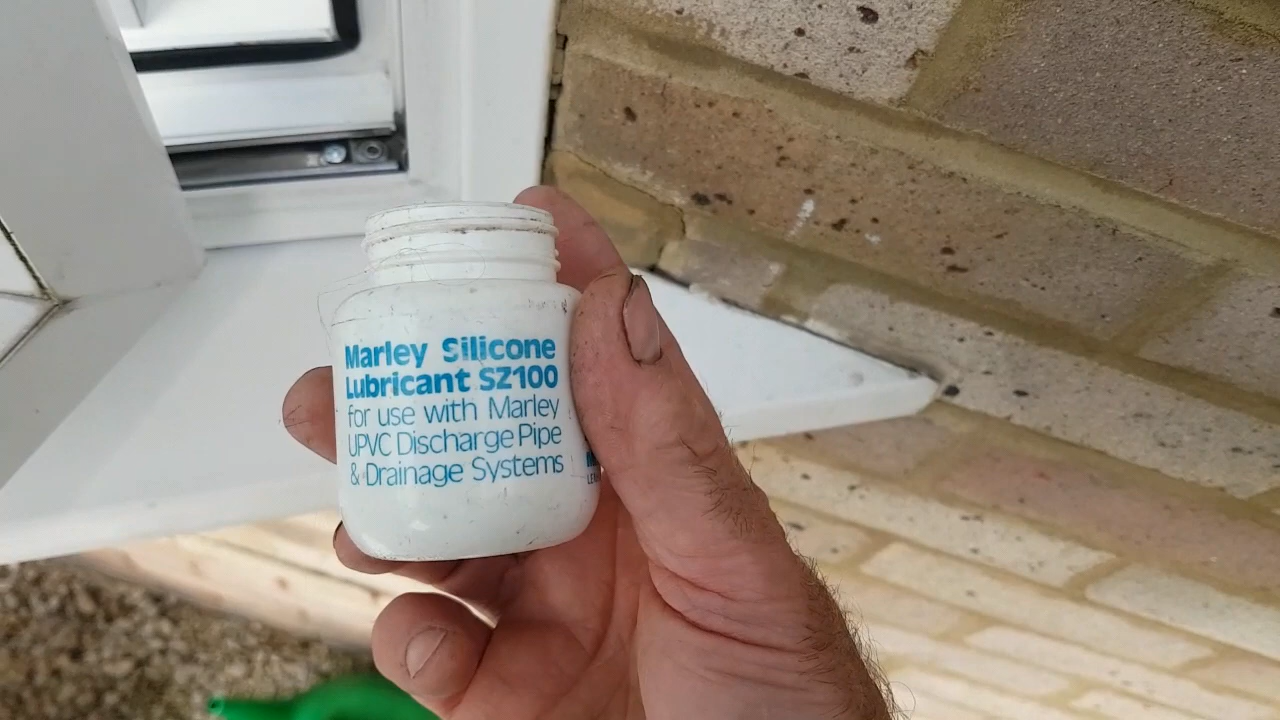 Marley Silicone
Lubricant SZ100
for use with Marley
UPVC Discharge Pipe
& Drainage Systems